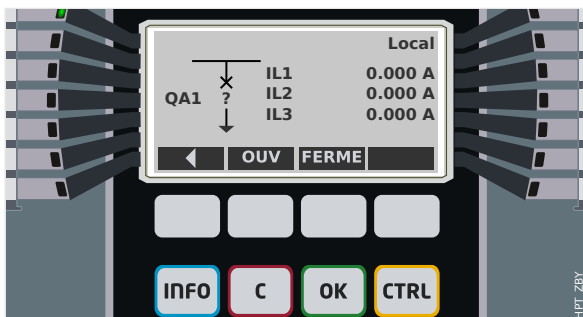 Local
IL1 0.000 A
QA1 ? IL2 0.000 A
IL3 0.000 A
OUV FERME
INFO C OK CTRL
HPT_ZBY